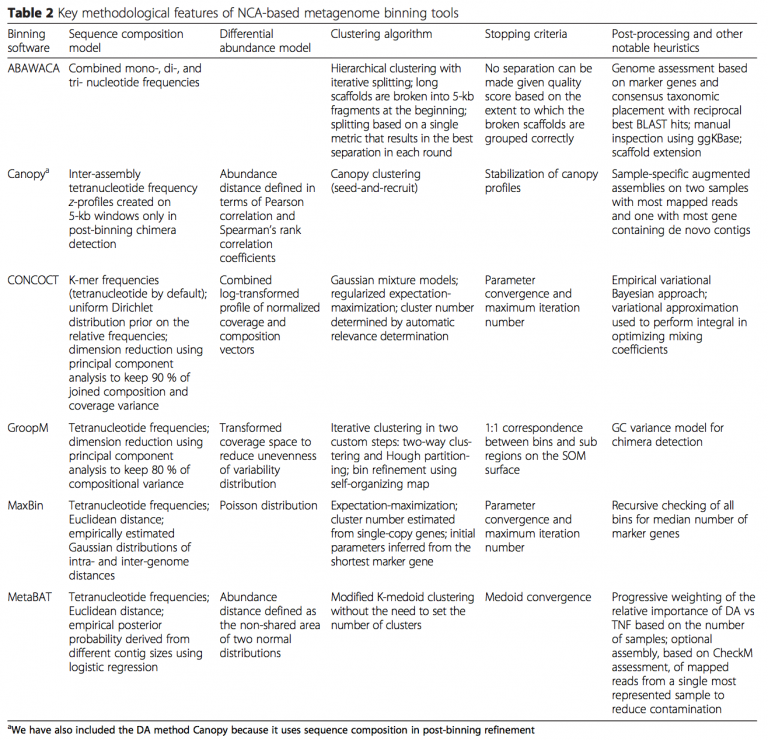 Table 2 Key methodological features of NCA-based metagenome binning tools
Binning
software
Sequence composition
model
Differential
abundance model
Clustering algorithm
Stopping criteria
Post-processing and other
notable heuristics
ABAWACA
Combined mono-, di-, and
tri- nucleotide frequencies
Hierarchical clustering with
iterative splitting; long
scaffolds are broken into 5-kb
fragments at the beginning;
splitting based on a single
metric that results in the best
separation in each round
No separation can be
made given quality
score based on the
extent to which the
broken scaffolds are
grouped correctly
Genome assessment based
on marker genes and
consensus taxonomic
placement with reciprocal
best BLAST hits; manual
inspection using ggKBase;
scaffold extension
Canopyª
Inter-assembly
tetranucleotide frequency
z-profiles created on
5-kb windows only in
post-binning chimera
detection
Abundance
distance defined in
terms of Pearson
correlation and
Spearman's rank
correlation
coefficients
Canopy clustering
(seed-and-recruit)
Stabilization of canopy
profiles
Sample-specific augmented
assemblies on two samples
with most mapped reads
and one with most gene
containing de novo contigs
CONCOCT
K-mer frequencies
(tetranucleotide by default);
uniform Dirichlet
distribution prior on the
relative frequencies;
dimension reduction using
principal component
analysis to keep 90 % of
joined composition and
coverage variance
Combined
log-transformed
profile of normalized
coverage and
composition
vectors
Gaussian mixture models;
regularized expectation-
maximization; cluster number
determined by automatic
relevance determination
Parameter
convergence and
maximum iteration
number
Empirical variational
Bayesian approach;
variational approximation
used to perform integral in
optimizing mixing
coefficients
GroopM
Tetranucleotide frequencies;
dimension reduction using
principal component
analysis to keep 80 % of
compositional variance
Transformed
coverage space to
reduce unevenness
of variability
distribution
Iterative clustering in two
custom steps: two-way clus-
tering and Hough partition-
ing; bin refinement using
self-organizing map
1:1 correspondence
between bins and sub
regions on the SOM
surface
GC variance model for
chimera detection
MaxBin
Tetranucleotide frequencies;
Euclidean distance;
empirically estimated
Gaussian distributions of
intra- and inter-genome
distances
Poisson distribution
Expectation-maximization;
cluster number estimated
from single-copy genes; initial
parameters inferred from the
shortest marker gene
Parameter
convergence and
maximum iteration
number
Recursive checking of all
bins for median number of
marker genes
MetaBAT
Tetranucleotide frequencies;
Euclidean distance;
empirical posterior
probability derived from
different contig sizes using
logistic regression
Abundance
distance defined as
the non-shared area
of two normal
distributions
Modified K-medoid clustering
without the need to set the
number of clusters
Medoid convergence
Progressive weighting of the
relative importance of DA vs
TNF based on the number
of samples; optional
assembly, based on CheckM
assessment, of mapped
reads from a single most
represented sample to
reduce contamination
ªWe have also included the DA method Canopy because it uses sequence composition in post-binning refinement